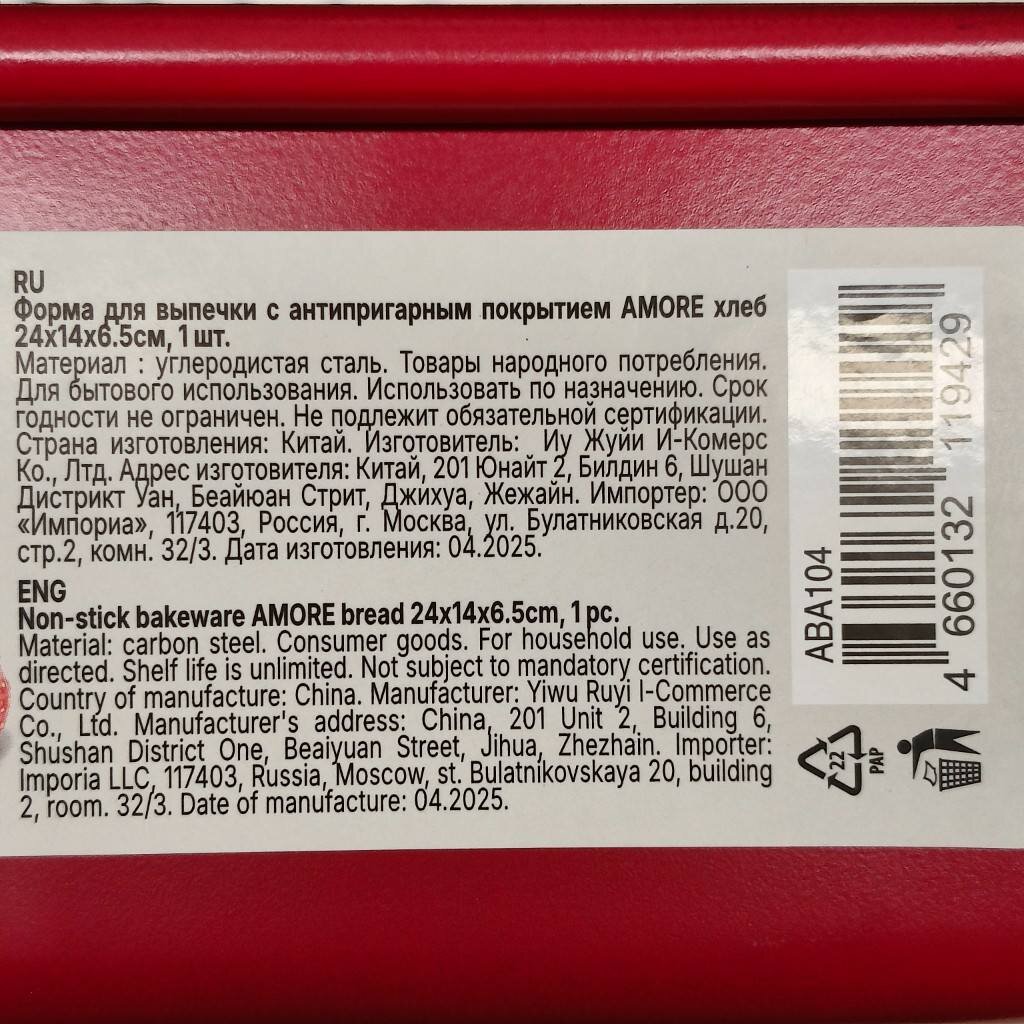 RU
Форма для выпечки с антипригарным покрытием AMORE хлеб
24х14х6.5см, 1 шт.
Материал : углеродистая сталь. Товары народного потребления.
Для бытового использования. Использовать по назначению. Срок
годности не ограничен. Не подлежит обязательной сертификации.
Страна изготовления: Китай. Изготовитель: Иу Жуйи И-Комерс
Ко., Лтд. Адрес изготовителя: Китай, 201 Юнайт 2, Билдин 6, Шушан
Дистрикт Уан, Беайюан Стрит, Джихуа, Жежайн. Импортер: ООО
«Импориа», 117403, Россия, г. Москва, ул. Булатниковская д.20,
стр.2, комн. 32/3. Дата изготовления: 04.2025.
ENG
Non-stick bakeware AMORE bread 24x14x6.5cm, 1 pc.
Material: carbon steel. Consumer goods. For household use. Use as
directed. Shelf life is unlimited. Not subject to mandatory certification.
Country of manufacture: China. Manufacturer: Yiwu Ruyi I-Commerce
Co., Ltd. Manufacturer's address: China, 201 Unit 2, Building 6,
Shushan District One, Beaiyuan Street, Jihua, Zhezhain. Importer:
Imporia LLC, 117403, Russia, Moscow, st. Bulatnikovskaya 20, building
2, room. 32/3. Date of manufacture: 04.2025.
ABA104
4 660132 119429
22
PAP